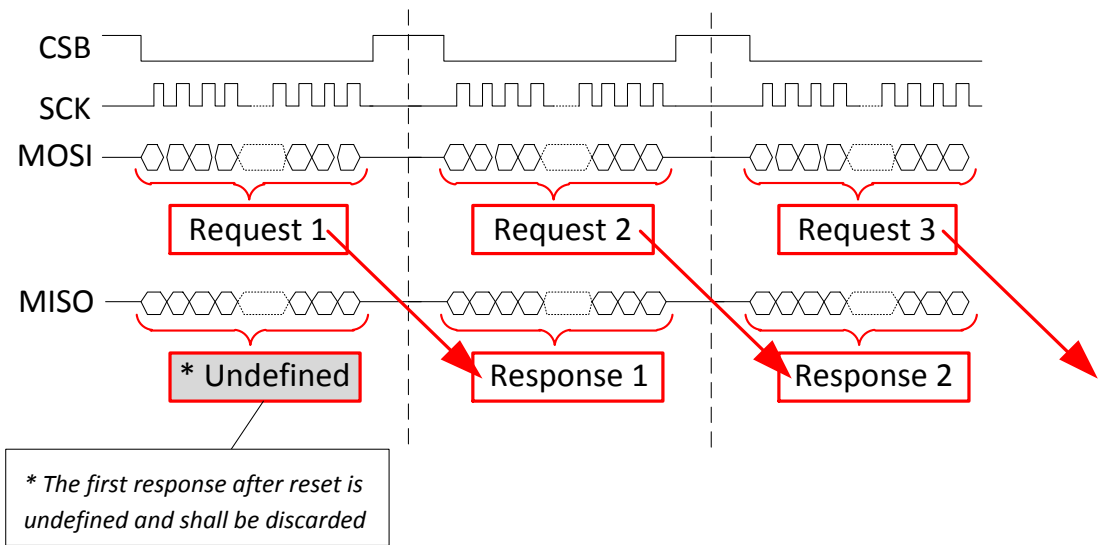 CSB
SCK
MOSI
Request 1
Request 2
Request 3
MISO
* Undefined
Response 1
Response 2
* The first response after reset is
undefined and shall be discarded